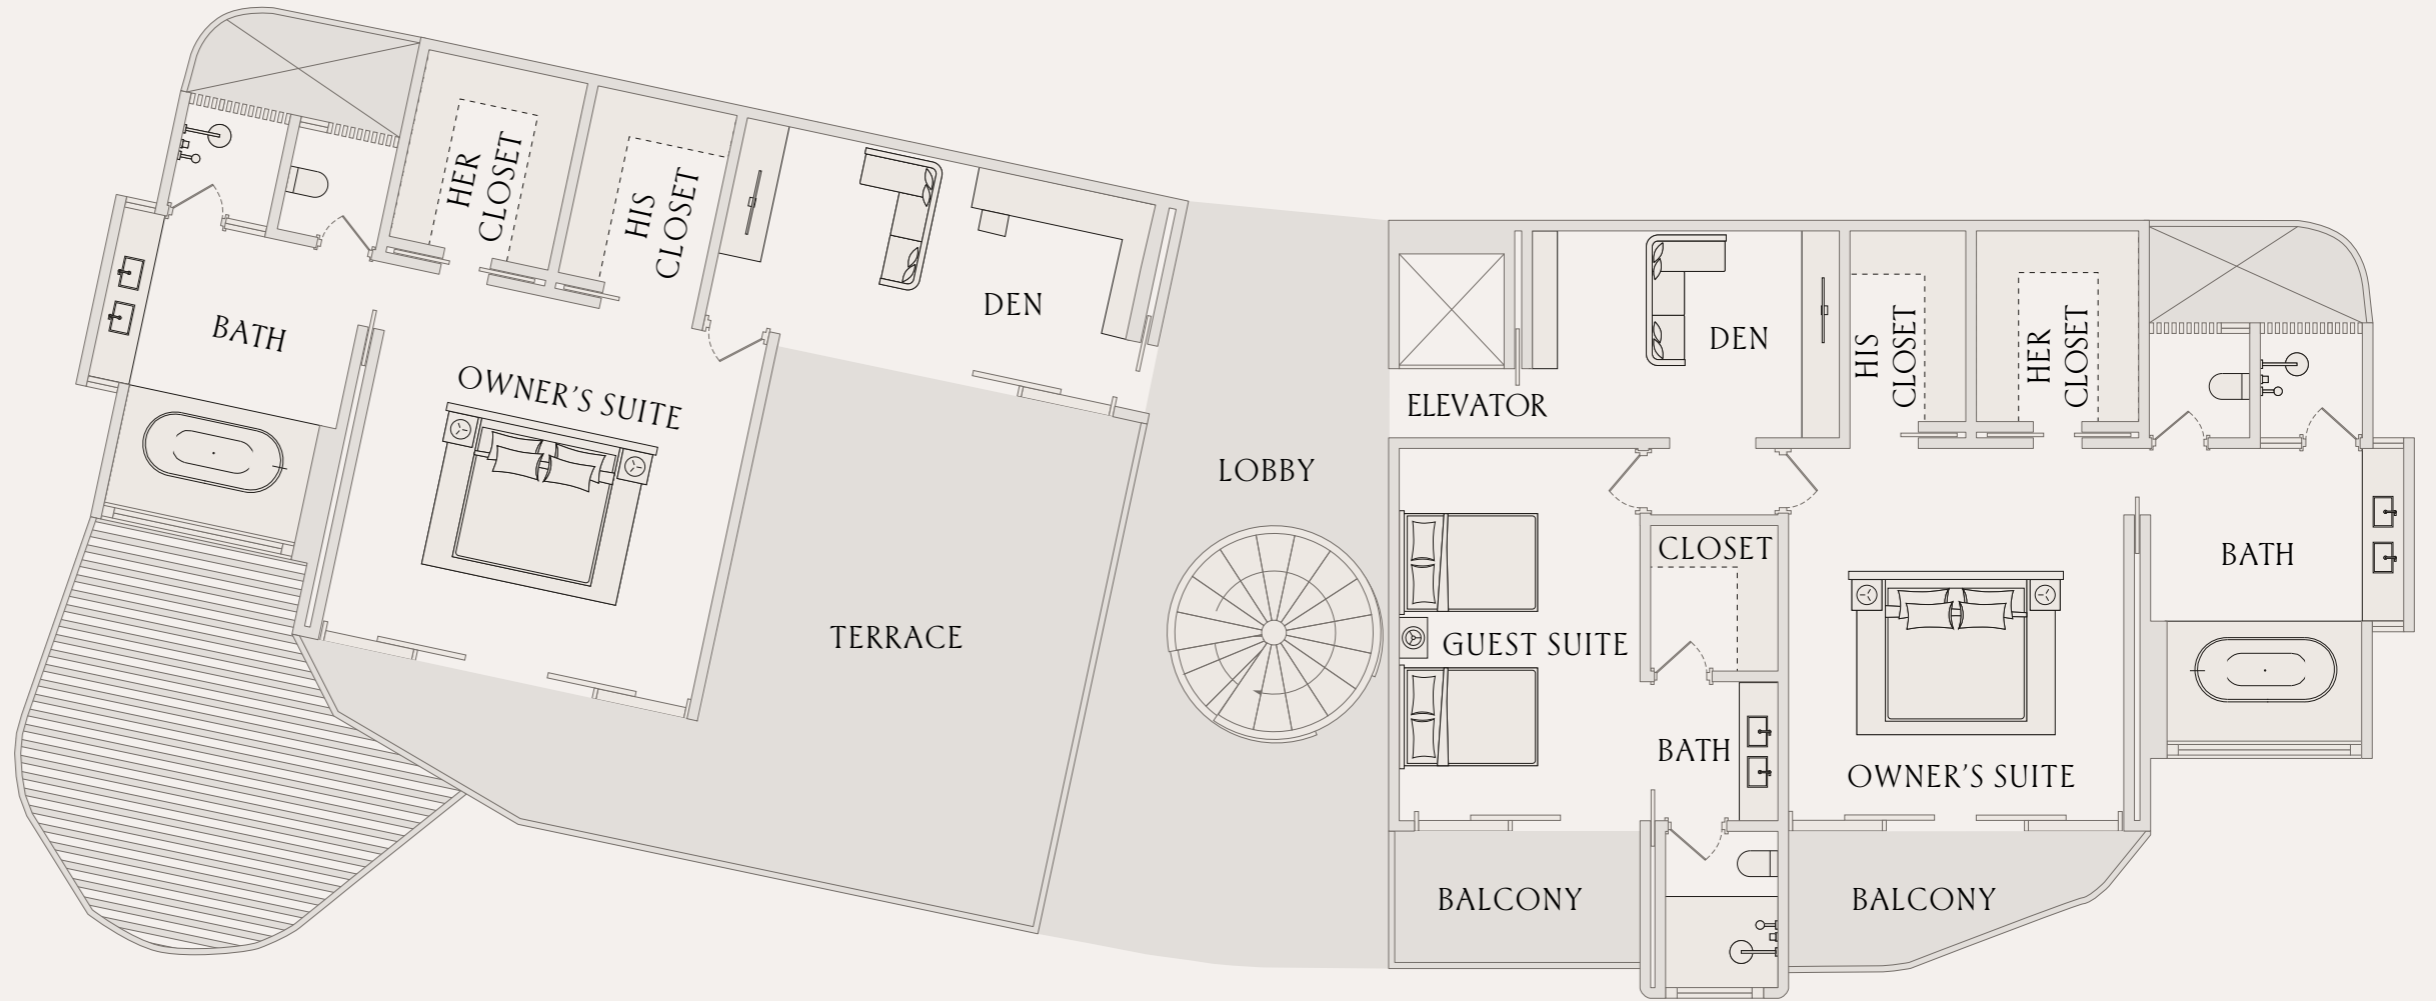 HER
CLOSET
HIS
CLOSET
DEN
BATH
OWNER'S SUITE
TERRACE
LOBBY
ELEVATOR
DEN
HIS
CLOSET
HER
CLOSET
CLOSET
BATH
GUEST SUITE
BATH
OWNER'S SUITE
BALCONY
BALCONY